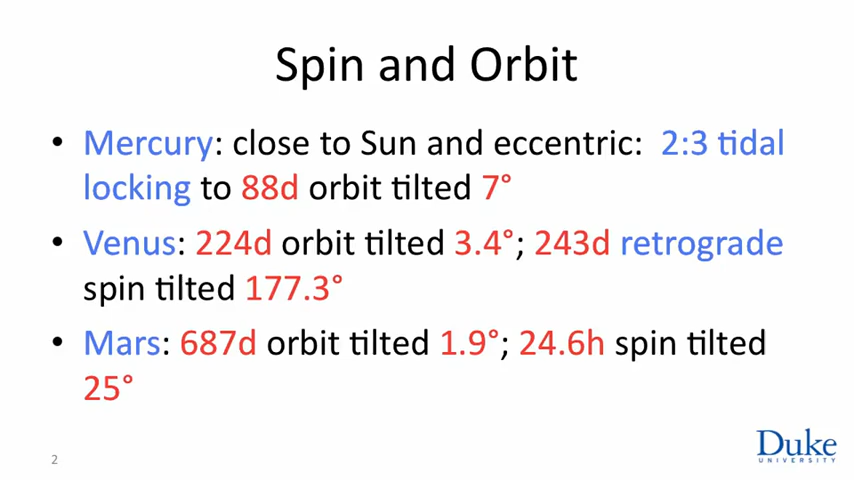 Spin and Orbit
• Mercury: close to Sun and eccentric: 2:3 tidal
locking to 88d orbit tilted 7°
• Venus: 224d orbit tilted 3.4°; 243d retrograde
spin tilted 177.3°
• Mars: 687d orbit tilted 1.9°; 24.6h spin tilted
25°
2
Duke
UNIVERSITY